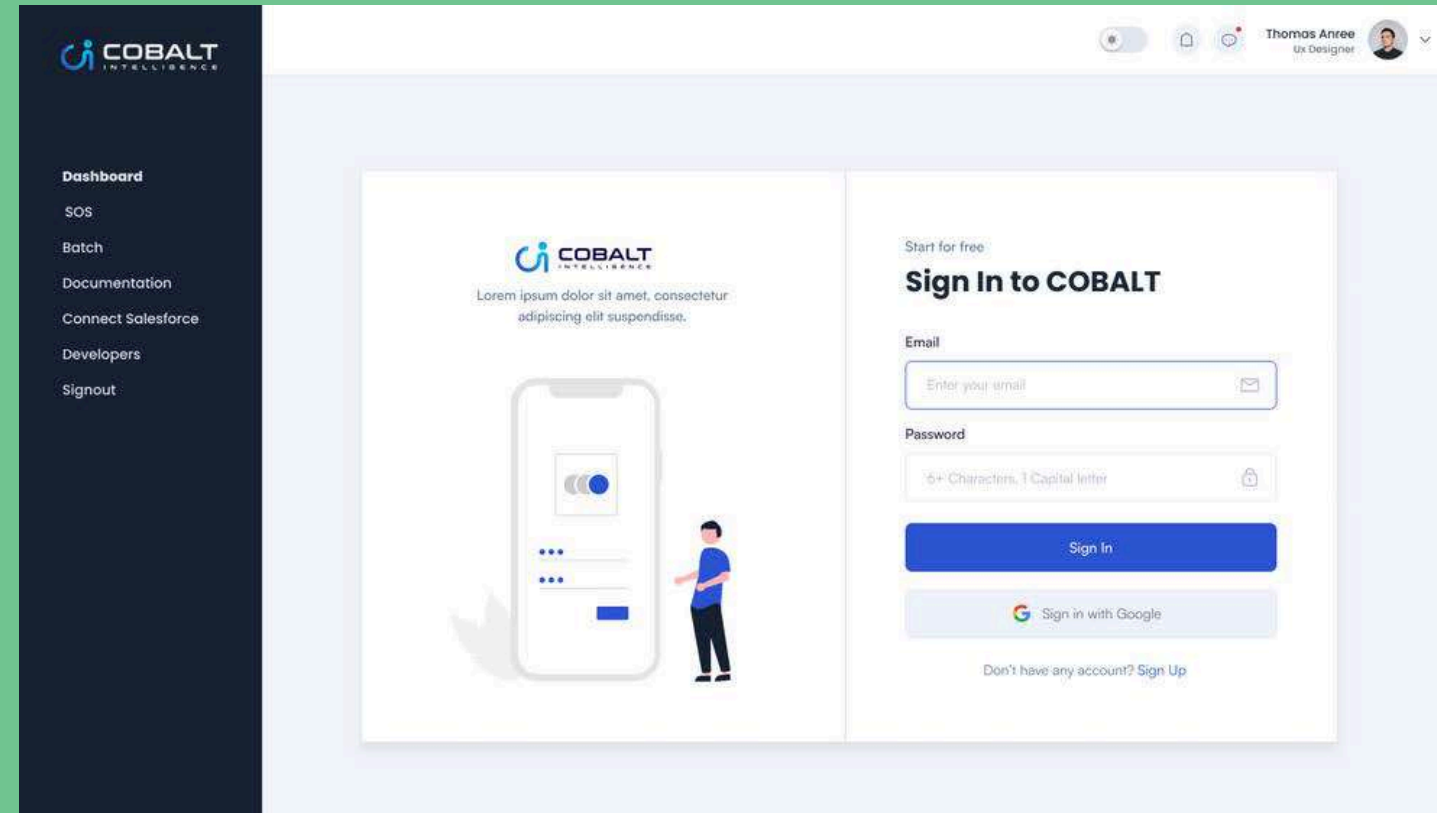 COBALT
INTELLIGENCE
Thomas Anree
Ux Designer
Dashboard
SOS
Batch
Documentation
Connect Salesforce
Developers
Signout
COBALT
INTELLIGENCE
Lorem ipsum dolor sit amet, consectetur
adipiscing elit suspendisse.
Start for free
Sign In to COBALT
Email
Enter your email
Password
6+ Characters, 1 Capital letter
Sign In
Sign in with Google
Don't have any account? Sign Up